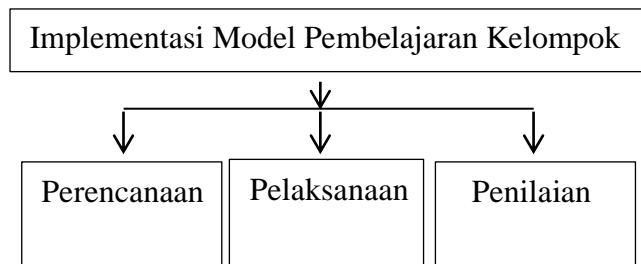 Implementasi Model Pembelajaran Kelompok
Perencanaan
Pelaksanaan
Penilaian